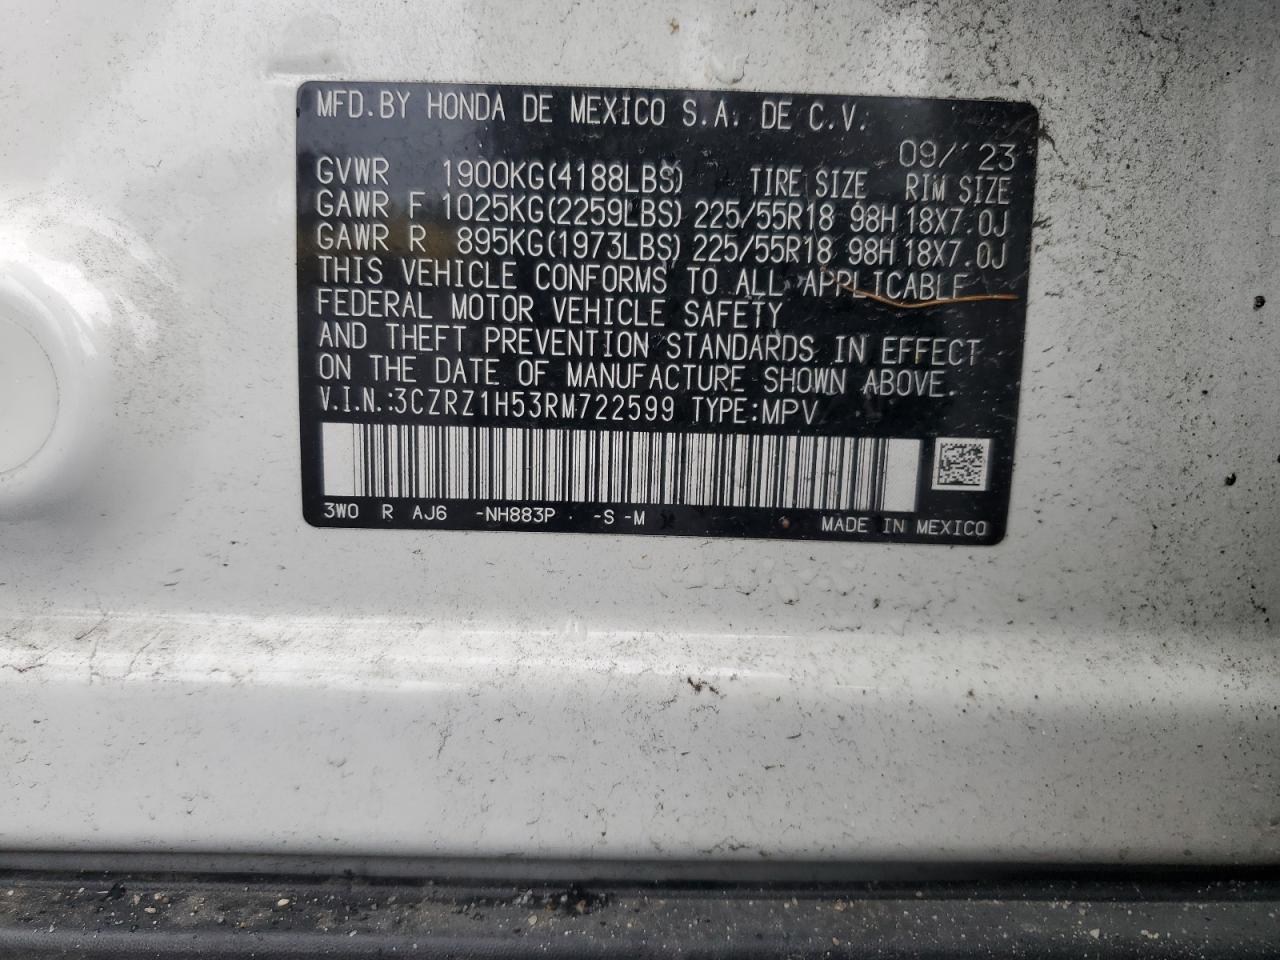 MFD.BY HONDA DE MEXICO S.A. DE C.V.
09/ 23
GVWR 1900KG(4188LBS) TIRE SIZE RIM SIZE
GAWR F 1025KG(2259LBS) 225/55R18 98H 18X7.0J
GAWR R 895KG(1973LBS) 225/55R18 98H 18X7.0J
THIS VEHICLE CONFORMS TO ALL APPLICABLE
FEDERAL MOTOR VEHICLE SAFETY
AND THEFT PREVENTION STANDARDS IN EFFECT
ON THE DATE OF MANUFACTURE SHOWN ABOVE.
V.I.N.:3CZRZ1H53RM722599 TYPE:MPV
3W0 R AJ6 -NH883P -S -M MADE IN MEXICO